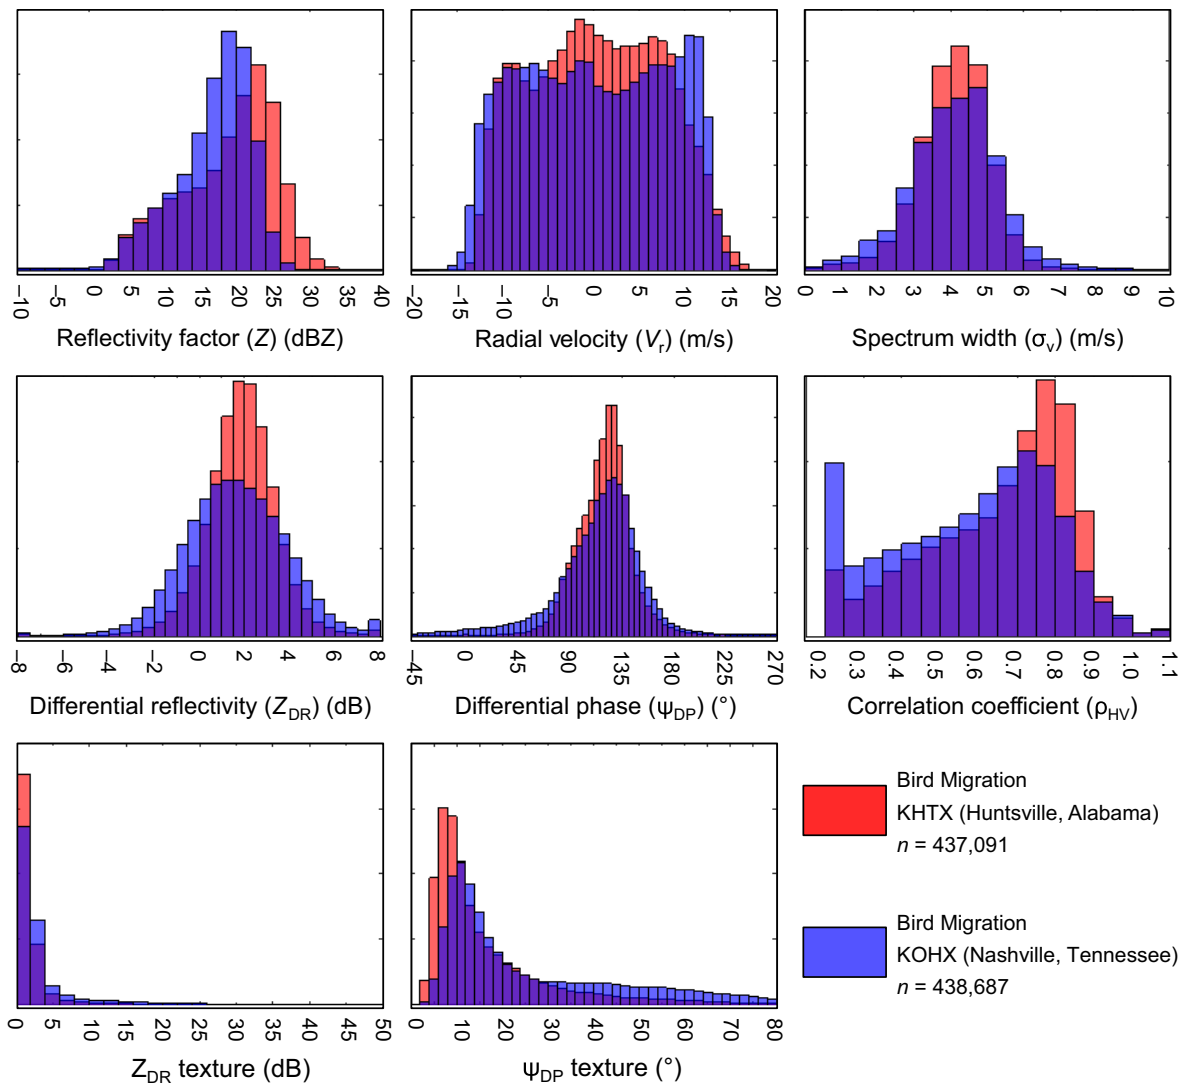 -10 -5 0 5 10 15 20 25 30 35 40
Reflectivity factor (Z) (dBZ)
-20 -15 -10 -5 0 5 10 15 20
Radial velocity (Vr) (m/s)
0 1 2 3 4 5 6 7 8 9 10
Spectrum width (σv) (m/s)
-8 -6 -4 -2 0 2 4 6 8
Differential reflectivity (ZDR) (dB)
-45 0 45 90 135 180 225 270
Differential phase (ψDP) (°)
0.2 0.3 0.4 0.5 0.6 0.7 0.8 0.9 1.0 1.1
Correlation coefficient (ρHV)
0 5 10 15 20 25 30 35 40 45 50
ZDR texture (dB)
0 10 20 30 40 50 60 70 80
ψDP texture (°)
Bird Migration
KHTX (Huntsville, Alabama)
n = 437,091
Bird Migration
KOHX (Nashville, Tennessee)
n = 438,687